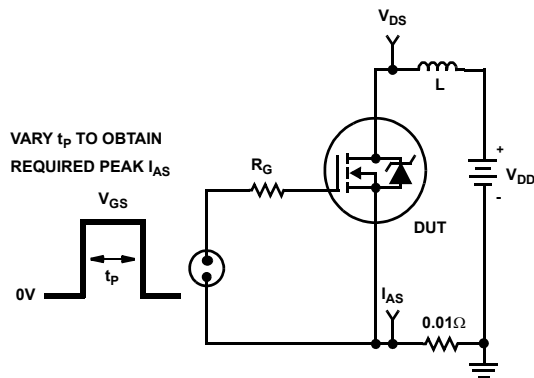 VDS
L
VARY tP TO OBTAIN
REQUIRED PEAK IAS
RG
+
VDD
-
VGS
DUT
tP
0V
IAS
0.01Ω